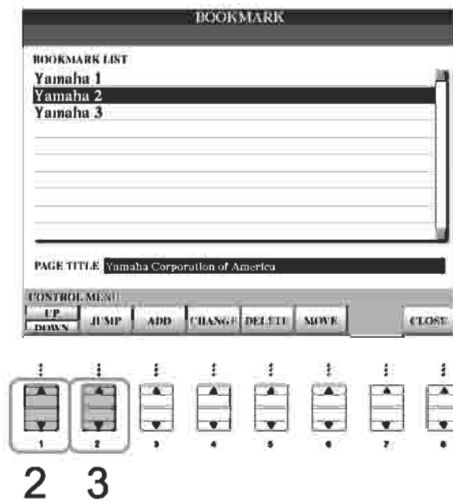 BOOKMARK
BOOKMARK LIST
Yamaha 1
Yamaha 2
Yamaha 3
PAGE TITLE Yamaha Corporation of America
CONTROL MENU
UP
DOWN JUMP ADD CHANGE DELETE MOVE CLOSE
1 2 3 4 5 6 7 8
2 3